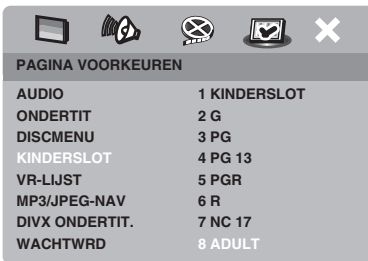 PAGINA VOORKEUREN
AUDIO 1 KINDERSLOT
ONDERTIT 2 G
DISCMENU 3 PG
KINDERSLOT 4 PG 13
VR-LIJST 5 PGR
MP3/JPEG-NAV 6 R
DIVX ONDERTIT. 7 NC 17
WACHTWRD 8 ADULT